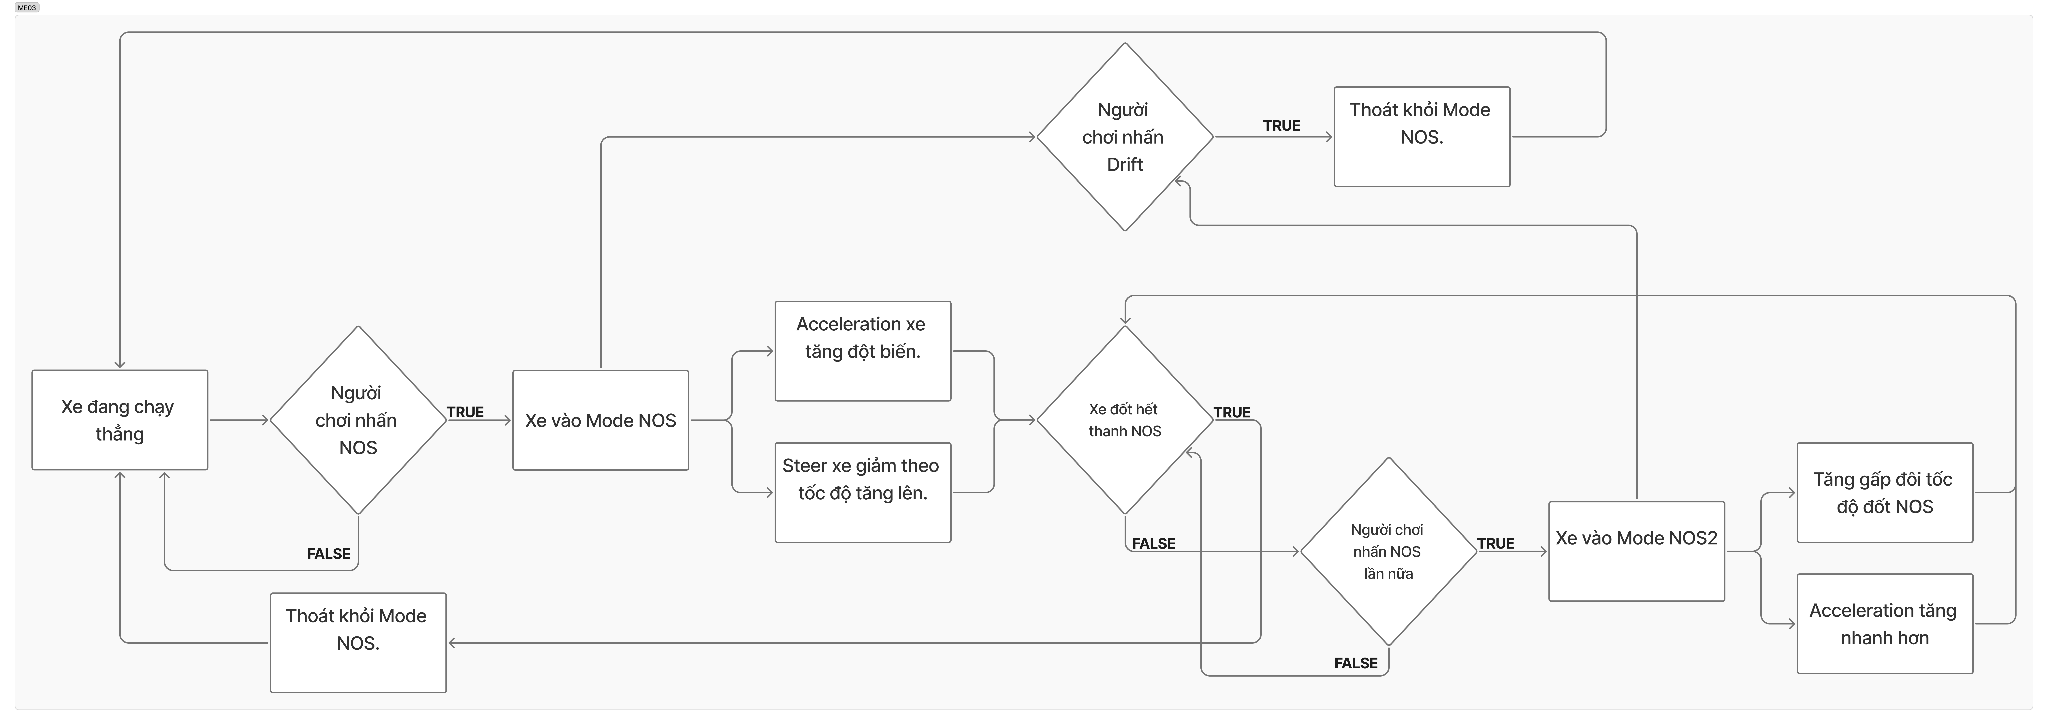 MEOS
Người
chơi nhấn
Drift
TRUE
Thoát khỏi Mode
NOS.
Xe đang chạy
thẳng
Người
chơi nhấn
NOS
TRUE
FALSE
Xe vào Mode NOS
Acceleration xe
tăng đột biến.
Steer xe giảm theo
tốc độ tăng lên.
Xe đốt hết
thanh NOS
TRUE
FALSE
Người chơi
nhấn NOS
lần nữa
TRUE
FALSE
Xe vào Mode NOS2
Tăng gấp đôi tốc
độ đốt NOS
Acceleration tăng
nhanh hơn
Thoát khỏi Mode
NOS.